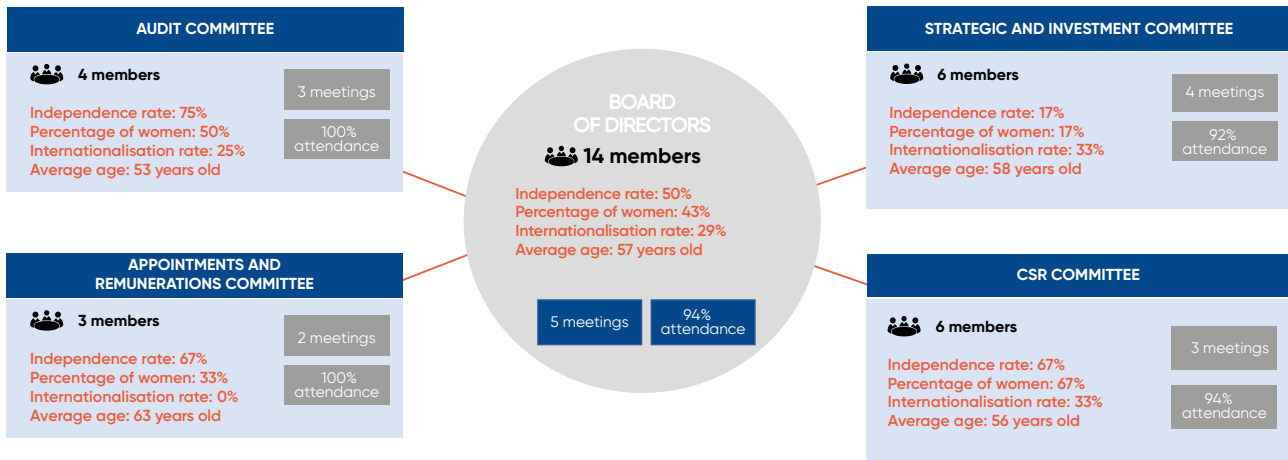 AUDIT COMMITTEE
4 members
3 meetings
Independence rate: 75%
Percentage of women: 50%
Internationalisation rate: 25%
Average age: 53 years old
100%
attendance
APPOINTMENTS AND
REMUNERATIONS COMMITTEE
3 members
2 meetings
Independence rate: 67%
Percentage of women: 33%
Internationalisation rate: 0%
Average age: 63 years old
100%
attendance
BOARD
OF DIRECTORS
14 members
Independence rate: 50%
Percentage of women: 43%
Internationalisation rate: 29%
Average age: 57 years old
5 meetings
94%
attendance
STRATEGIC AND INVESTMENT COMMITTEE
6 members
4 meetings
Independence rate: 17%
Percentage of women: 17%
Internationalisation rate: 33%
Average age: 58 years old
92%
attendance
CSR COMMITTEE
6 members
3 meetings
Independence rate: 67%
Percentage of women: 67%
Internationalisation rate: 33%
Average age: 56 years old
94%
attendance